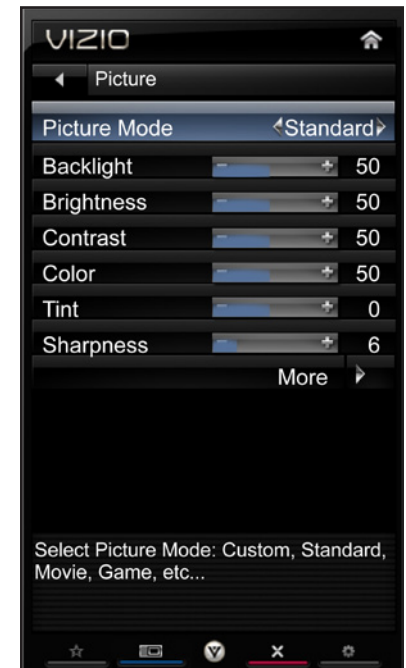 VIZIO
Picture
Picture Mode Standard
Backlight - + 50
Brightness - + 50
Contrast - + 50
Color - + 50
Tint - + 0
Sharpness - + 6
More
Select Picture Mode: Custom, Standard,
Movie, Game, etc...
V